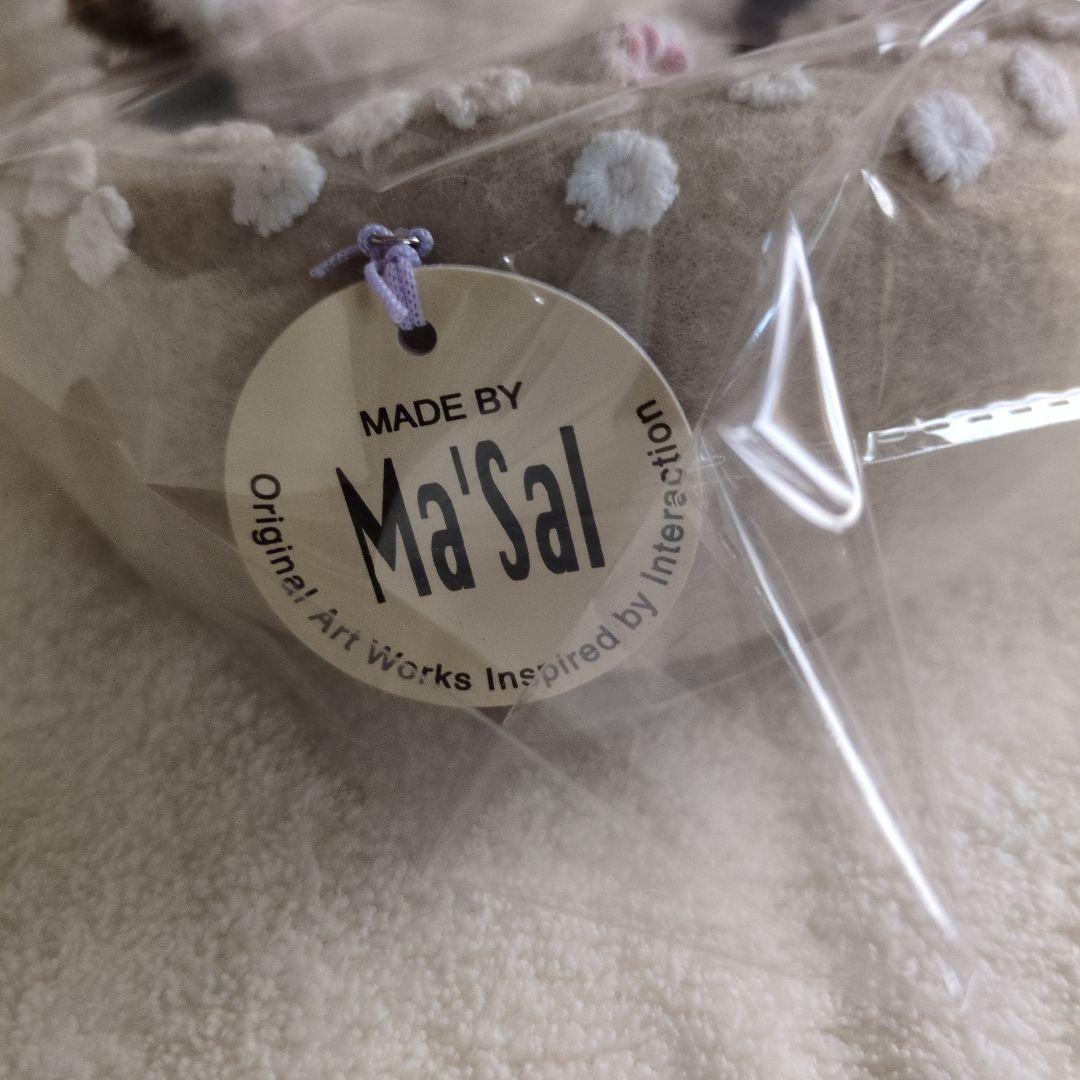 MADE BY
Ma'Sal
Original Art Works Inspired by Interaction